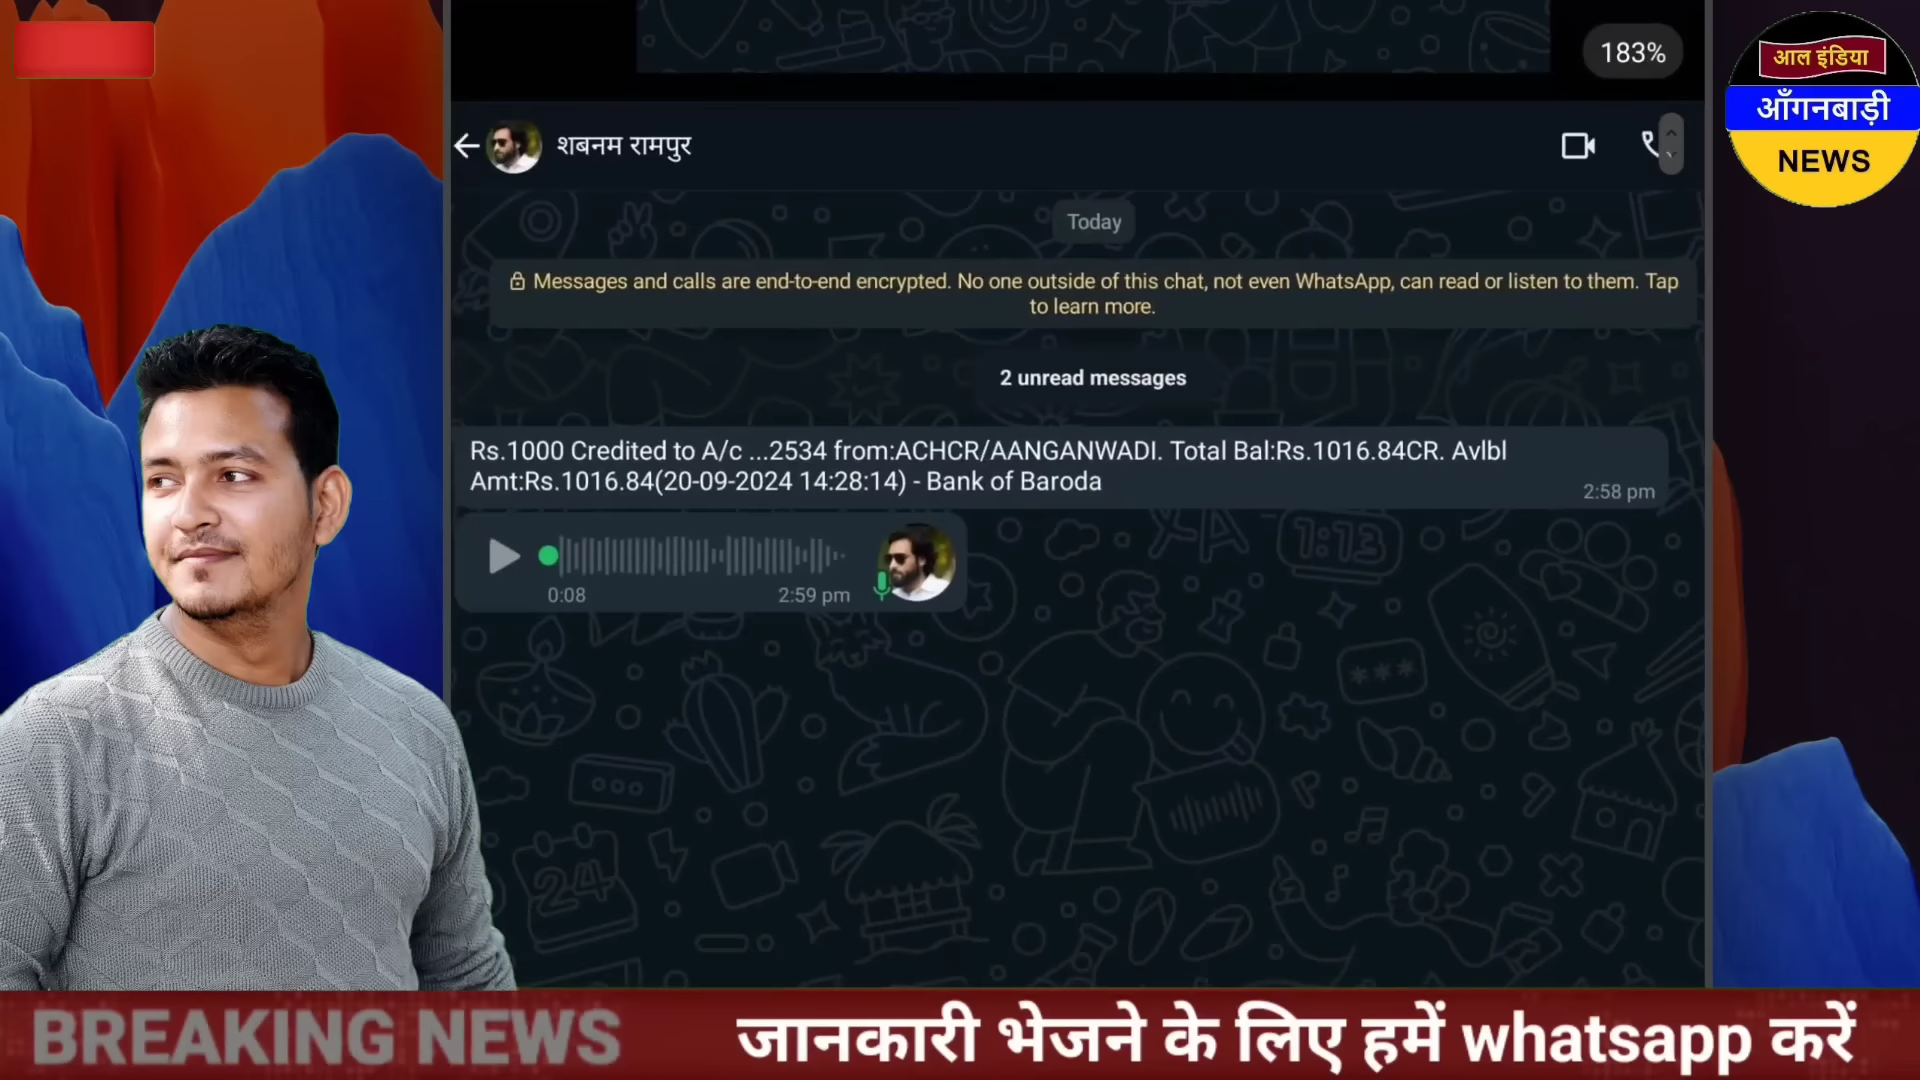 183%
आल इंडिया
आँगनबाड़ी
NEWS
शबनम रामपुर
Today
Messages and calls are end-to-end encrypted. No one outside of this chat, not even WhatsApp, can read or listen to them. Tap
to learn more.
2 unread messages
Rs.1000 Credited to A/c ...2534 from:ACHCR/AANGANWADI. Total Bal:Rs.1016.84CR. Avlbl
Amt:Rs.1016.84(20-09-2024 14:28:14) - Bank of Baroda
2:58 pm
0:08
2:59 pm
BREAKING NEWS
जानकारी भेजने के लिए हमें whatsapp करें